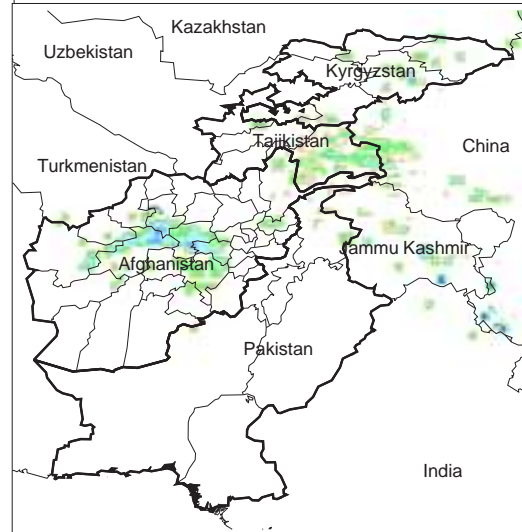 Kazakhstan
Uzbekistan
Kyrgyzstan
Tajikistan
China
Turkmenistan
Jammu Kashmir
Afghanistan
Pakistan
India